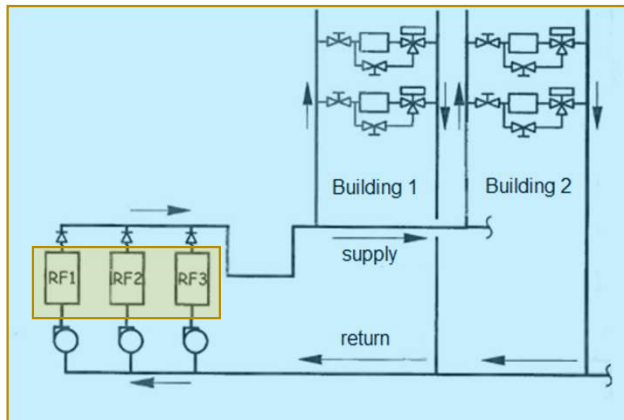 Building 1
Building 2
supply
RF1
RF2
RF3
return